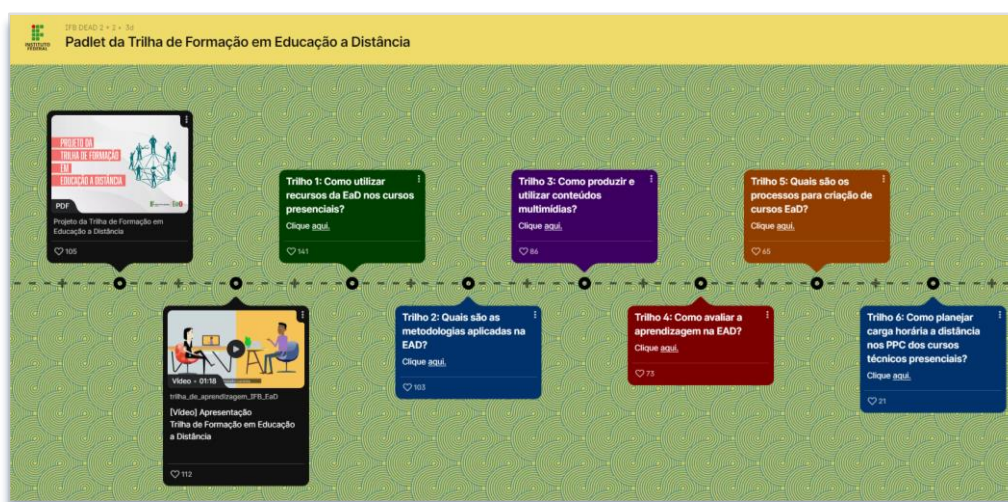 INSTITUTO
FEDERAL
IFB DEAD 2 + 2 • 3d
Padlet da Trilha de Formação em Educação a Distância
PROJETO DA
TRILHA DE FORMAÇÃO
EM
EDUCAÇÃO A DISTÂNCIA
PDF
Projeto da Trilha de Formação em
Educação a Distância
105
Vídeo • 01:18
trilha_de_aprendizagem_IFB_EaD
[Vídeo] Apresentação
Trilha de Formação em Educação
a Distância
112
Trilho 1: Como utilizar
recursos da EaD nos cursos
presenciais?
Clique aqui.
141
Trilho 2: Quais são as
metodologias aplicadas na
EAD?
Clique aqui.
103
Trilho 3: Como produzir e
utilizar conteúdos
multimídias?
Clique aqui.
86
Trilho 4: Como avaliar a
aprendizagem na EAD?
Clique aqui.
73
Trilho 5: Quais são os
processos para criação de
cursos EaD?
Clique aqui.
65
Trilho 6: Como planejar
carga horária a distância
nos PPC dos cursos
técnicos presenciais?
Clique aqui.
21